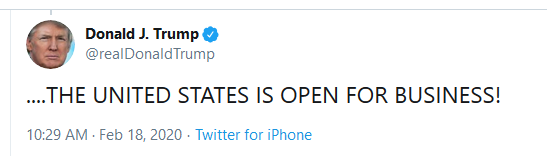 Donald J. Trump
@realDonaldTrump
....THE UNITED STATES IS OPEN FOR BUSINESS!
10:29 AM · Feb 18, 2020 · Twitter for iPhone